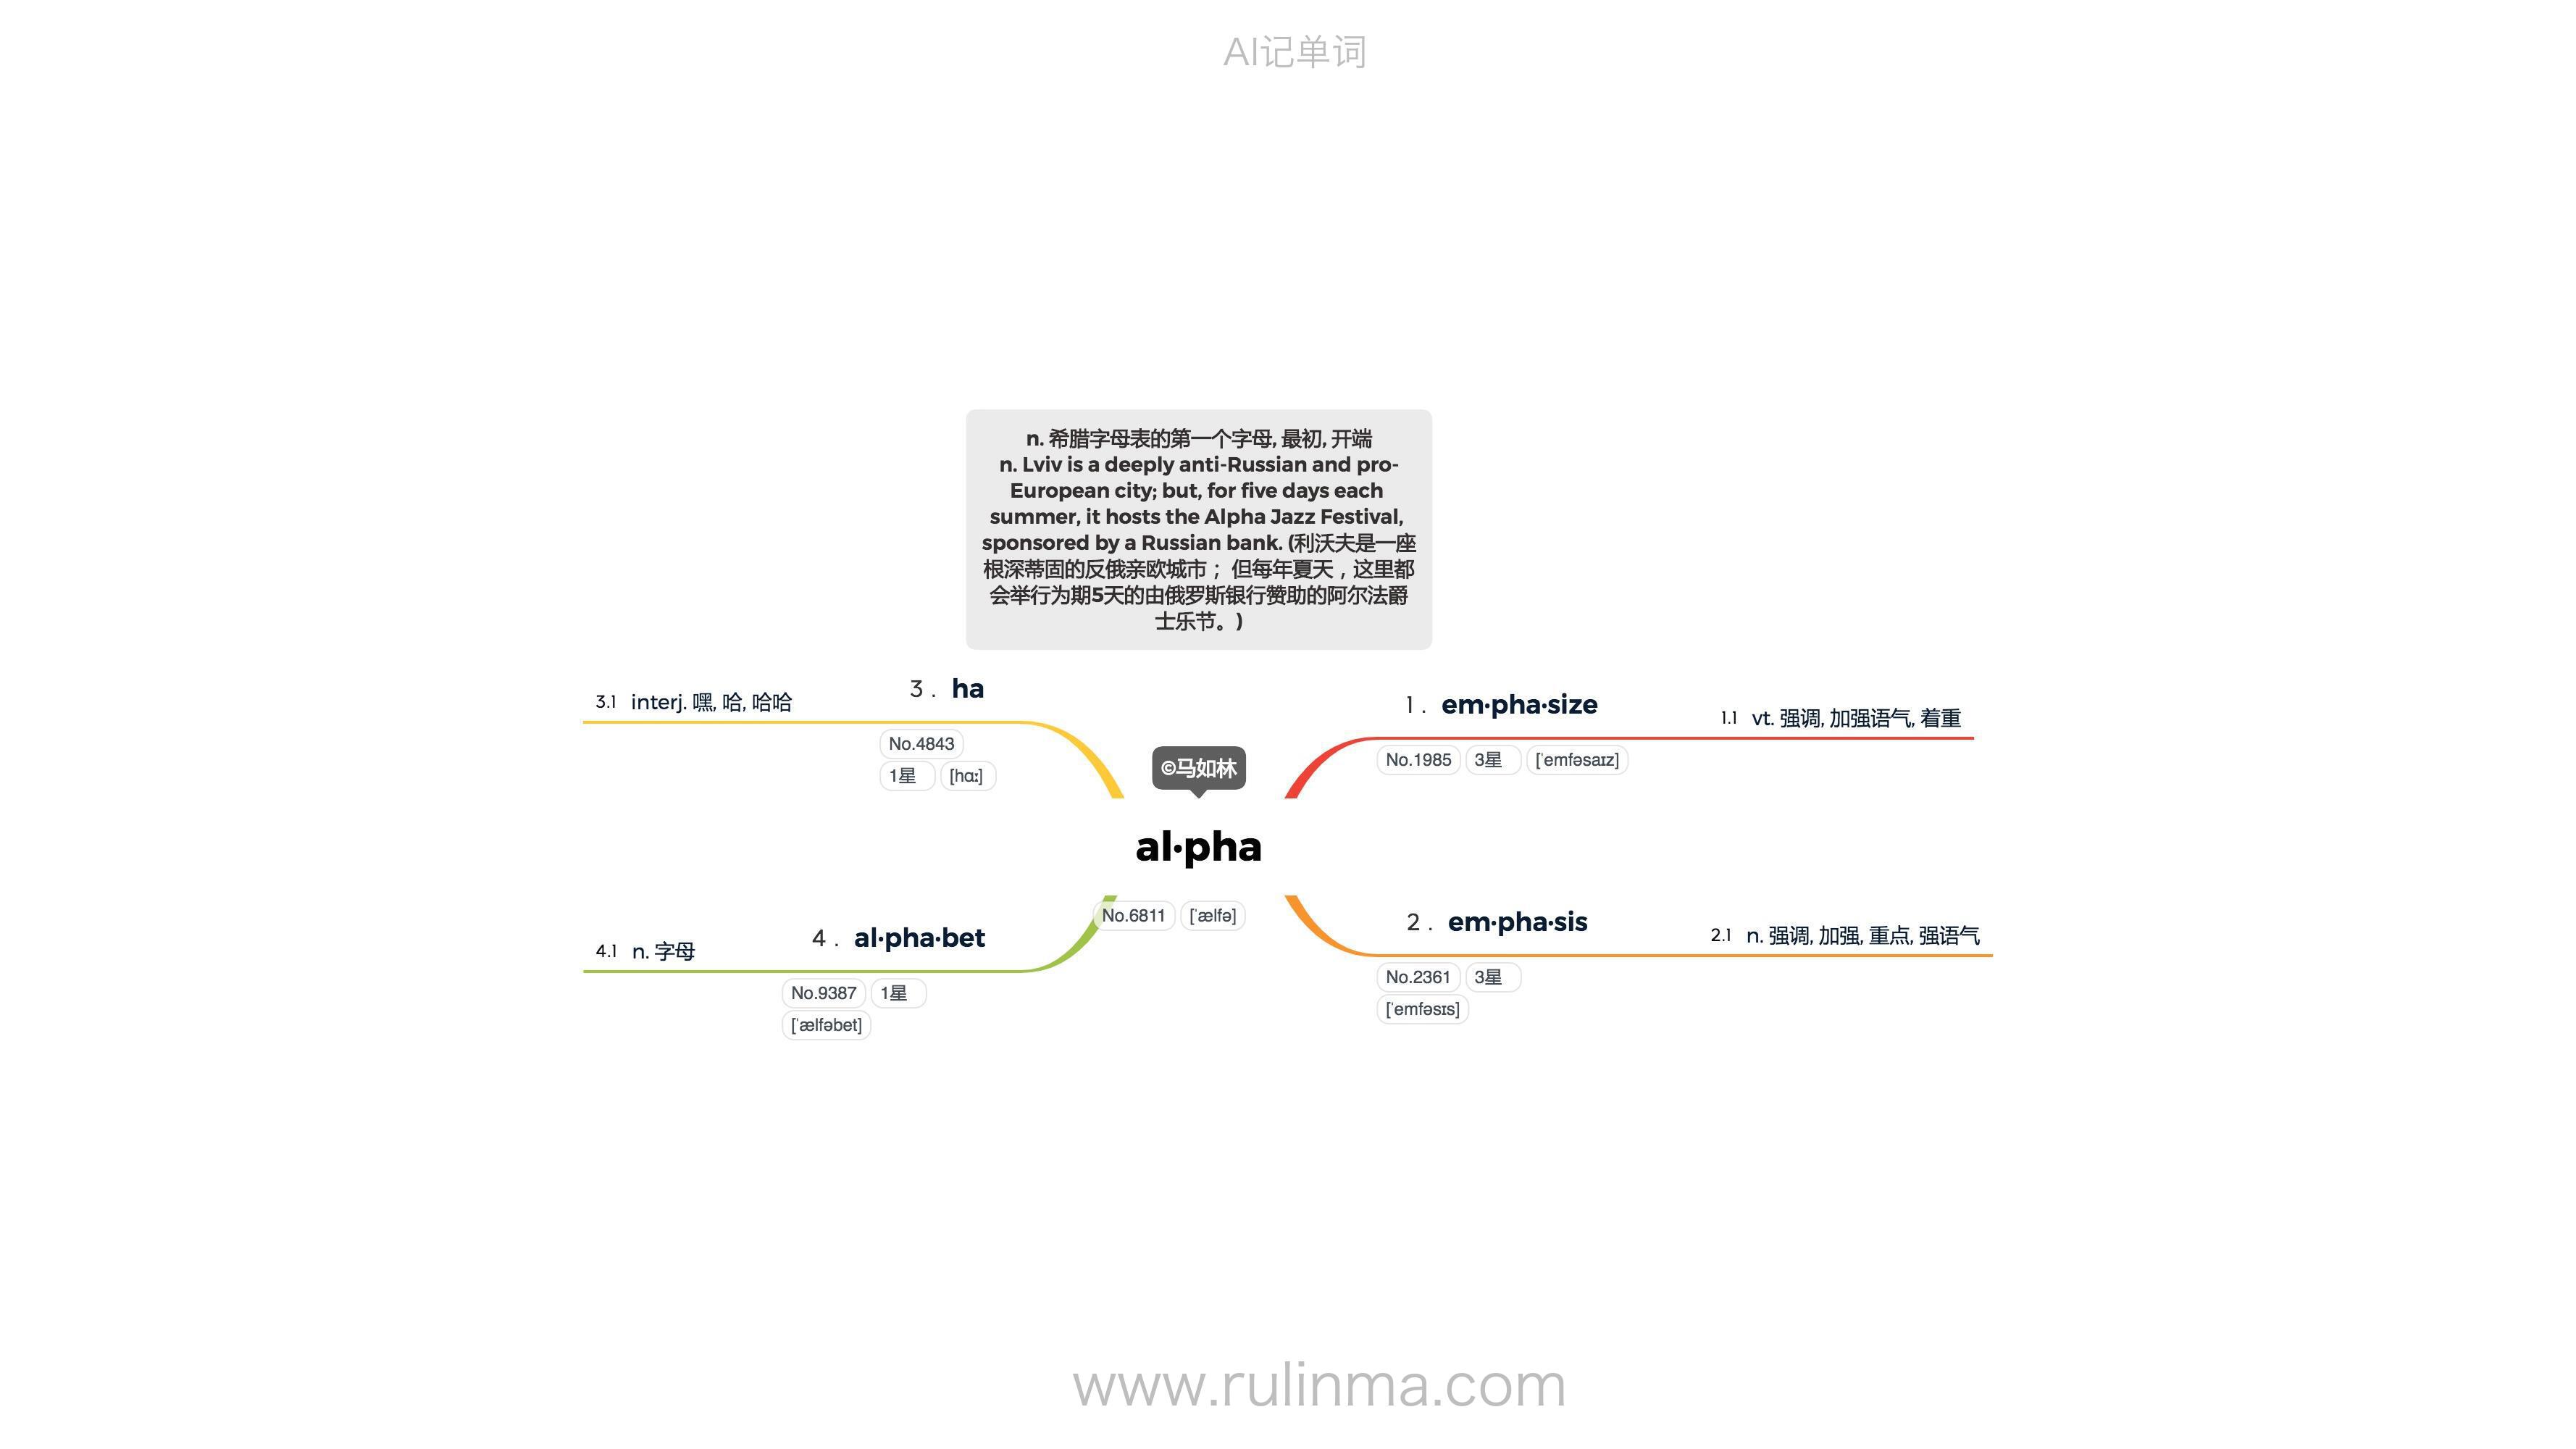 AI记单词
n. 希腊字母表的第一个字母, 最初, 开端
n. Lviv is a deeply anti-Russian and pro-
European city; but, for five days each
summer, it hosts the Alpha Jazz Festival,
sponsored by a Russian bank. (利沃夫是一座
根深蒂固的反俄亲欧城市； 但每年夏天，这里都
会举行为期5天的由俄罗斯银行赞助的阿尔法爵
士乐节。)
©马如林
al·pha
No.6811 [ˈælfə]
1 . em·pha·size
No.1985 3星 [ˈemfəsaɪz]
1.1 vt. 强调, 加强语气, 着重
2 . em·pha·sis
No.2361 3星
[ˈemfəsɪs]
2.1 n. 强调, 加强, 重点, 强语气
3 . ha
No.4843
1星 [hɑː]
3.1 interj. 嘿, 哈, 哈哈
4 . al·pha·bet
No.9387 1星
[ˈælfəbet]
4.1 n. 字母
www.rulinma.com